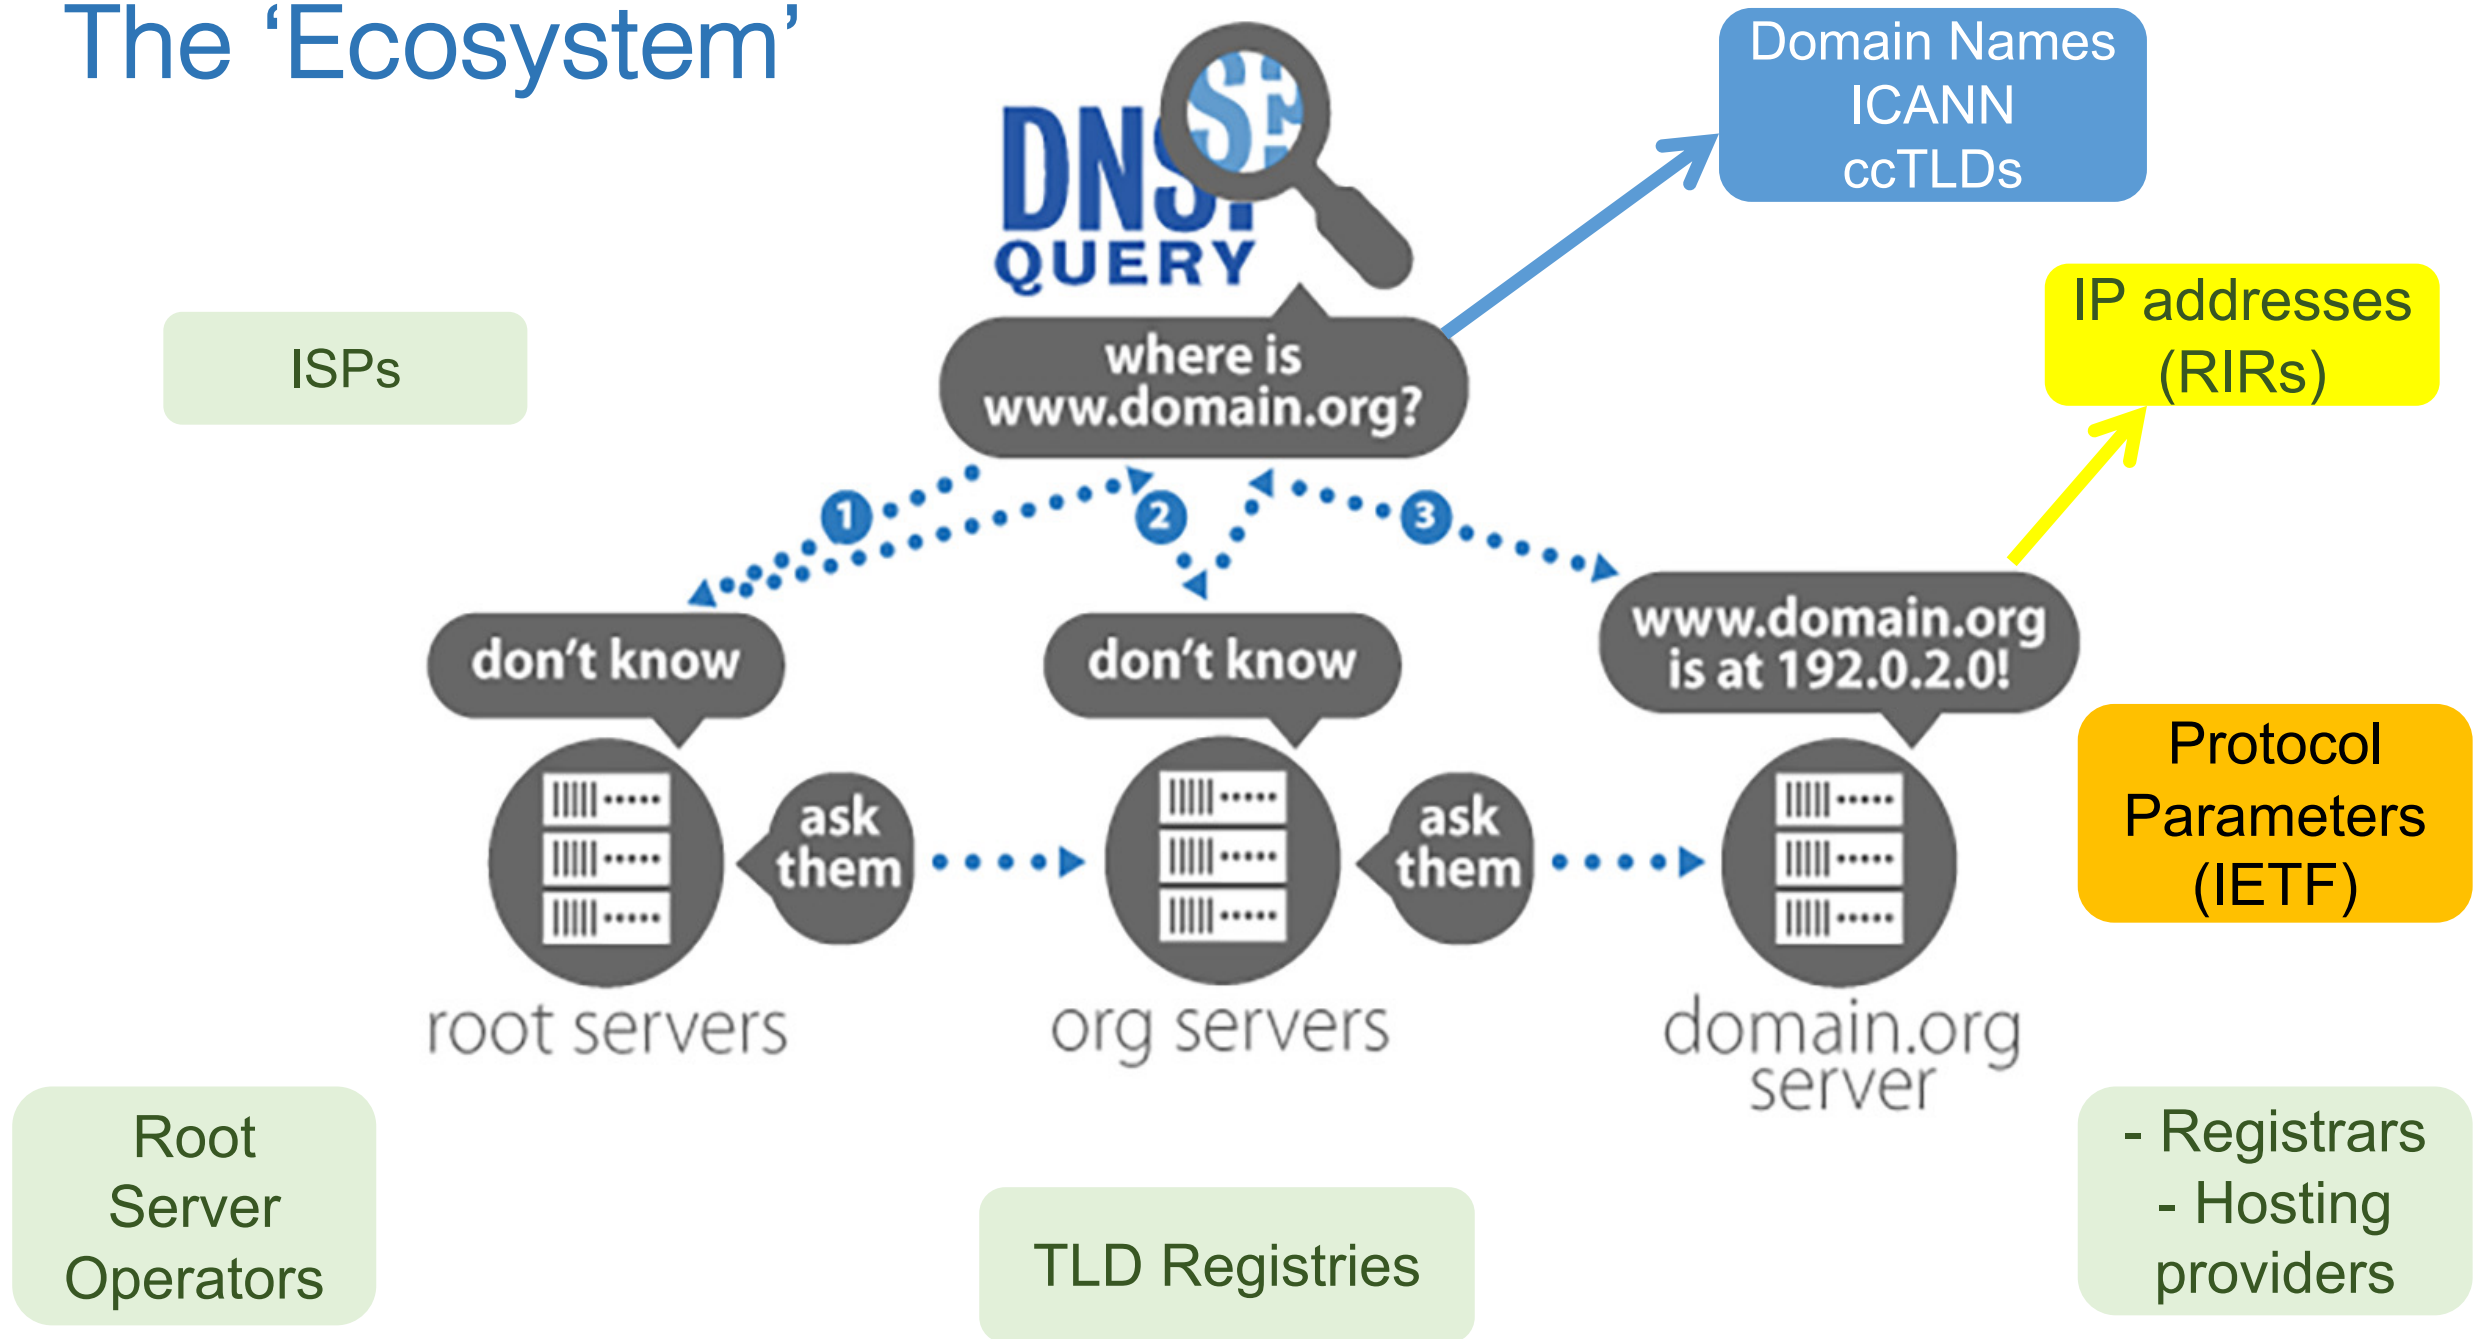 The ‘Ecosystem’
Domain Names
ICANN
ccTLDs
DNS
QUERY
IP addresses
(RIRs)
ISPs
where is
www.domain.org?
1
2
3
don't know
don't know
www.domain.org
is at 192.0.2.0!
Protocol
Parameters
(IETF)
ask
them
ask
them
root servers
org servers
domain.org
server
Root
Server
Operators
TLD Registries
- Registrars
- Hosting
providers